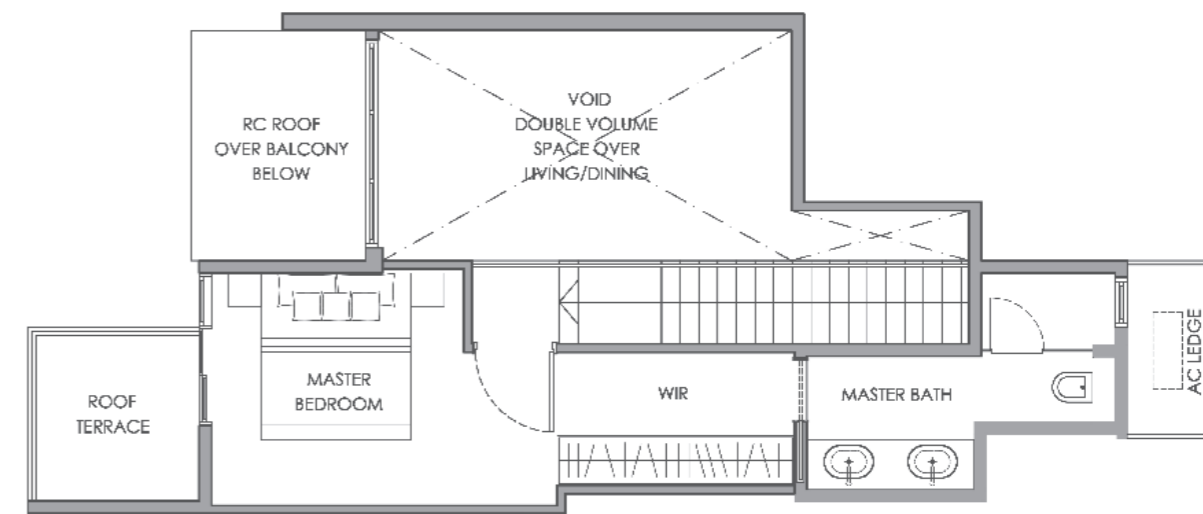 RC ROOF
OVER BALCONY
BELOW
VOID
DOUBLE VOLUME
SPACE OVER
LIVING/DINING
ROOF
TERRACE
MASTER
BEDROOM
WIR
MASTER BATH
AC LEDGE